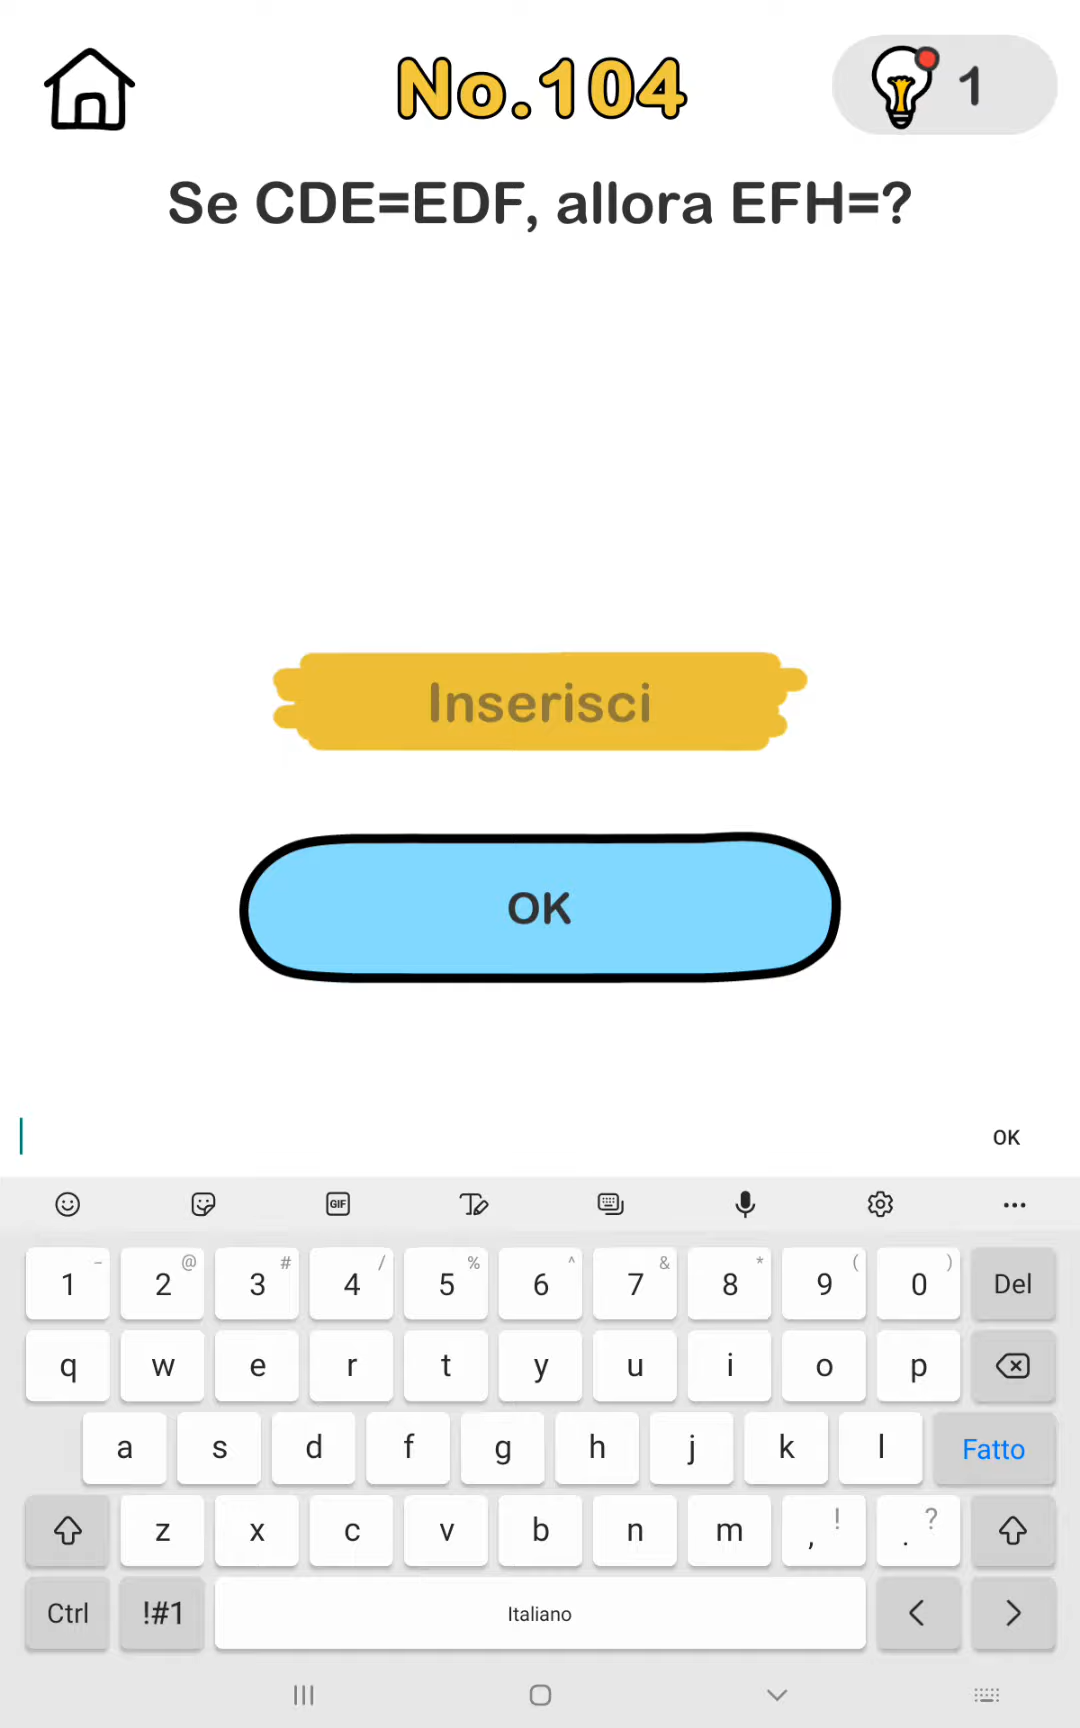 No.104
1
Se CDE=EDF, allora EFH=?
Inserisci
OK
OK
GIF
1 - 2 @ 3 # 4 / 5 % 6 ^ 7 & 8 * 9 ( 0 ) Del
q w e r t y u i o p
a s d f g h j k l Fatto
z x c v b n m , ! . ?
Ctrl !#1 Italiano < >